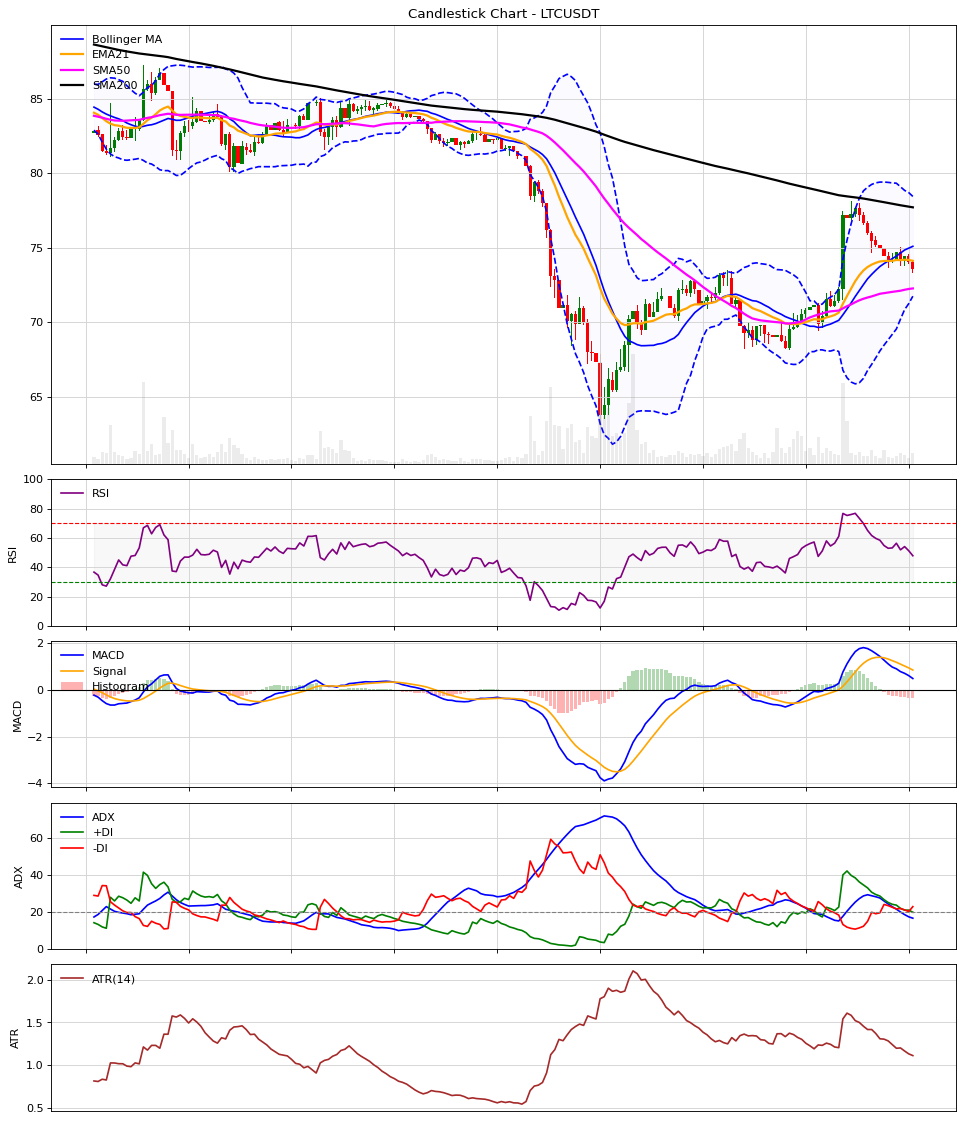 Candlestick Chart - LTCUSDT
Bollinger MA
EMA21
SMA50
SMA200
85
80
75
70
65
RSI
100
80
60
40
20
0
RSI
MACD
Signal
Histogram
2
0
−2
−4
MACD
ADX
+DI
-DI
60
40
20
0
ADX
ATR(14)
2.0
1.5
1.0
0.5
ATR